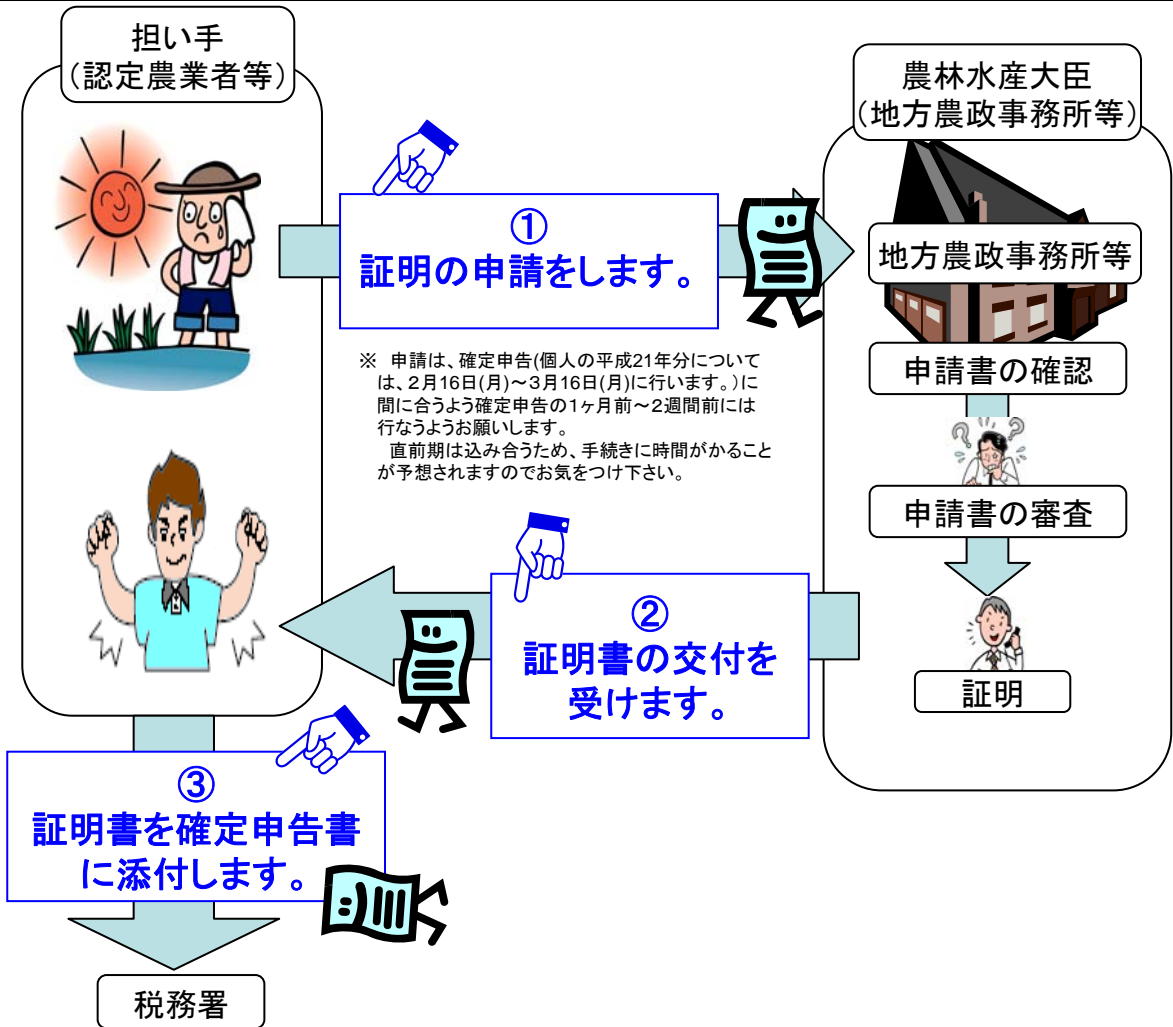 担い手
（認定農業者等）
農林水産大臣
（地方農政事務所等）
①
証明の申請をします。
地方農政事務所等
※　申請は、確定申告(個人の平成21年分について
は、２月16日(月)～３月16日(月)に行います。)に
間に合うよう確定申告の１ヶ月前～２週間前には
行なうようお願いします。
　直前期は込み合うため、手続きに時間がかること
が予想されますのでお気をつけ下さい。
申請書の確認
申請書の審査
②
証明書の交付を
受けます。
証明
③
証明書を確定申告書
に添付します。
税務署